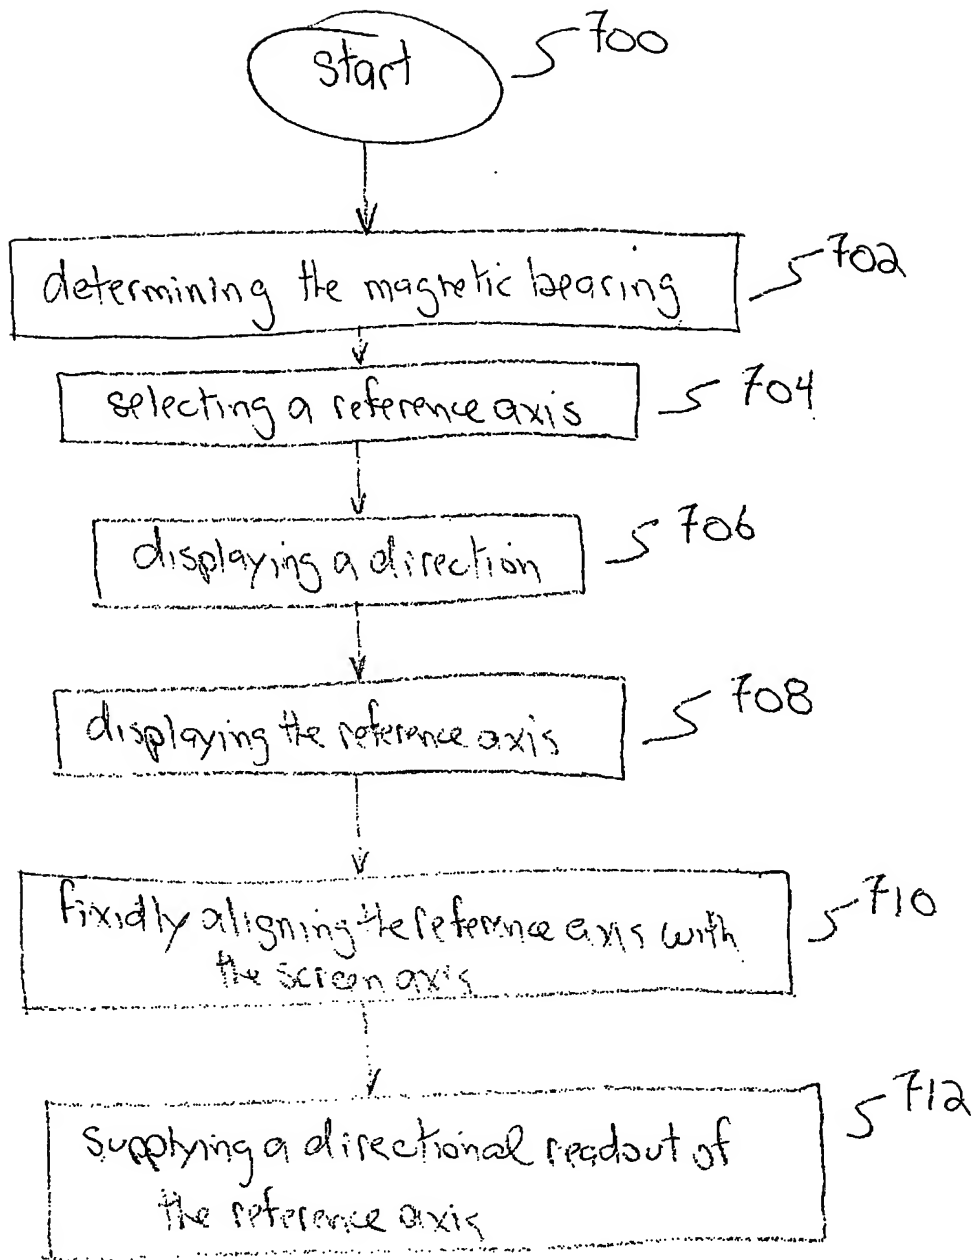 start
700
determining the magnetic bearing
702
selecting a reference axis
704
displaying a direction
706
displaying the reference axis
708
fixidly aligning the reference axis with
the screen axis
710
supplying a directional readout of
the reference axis
712